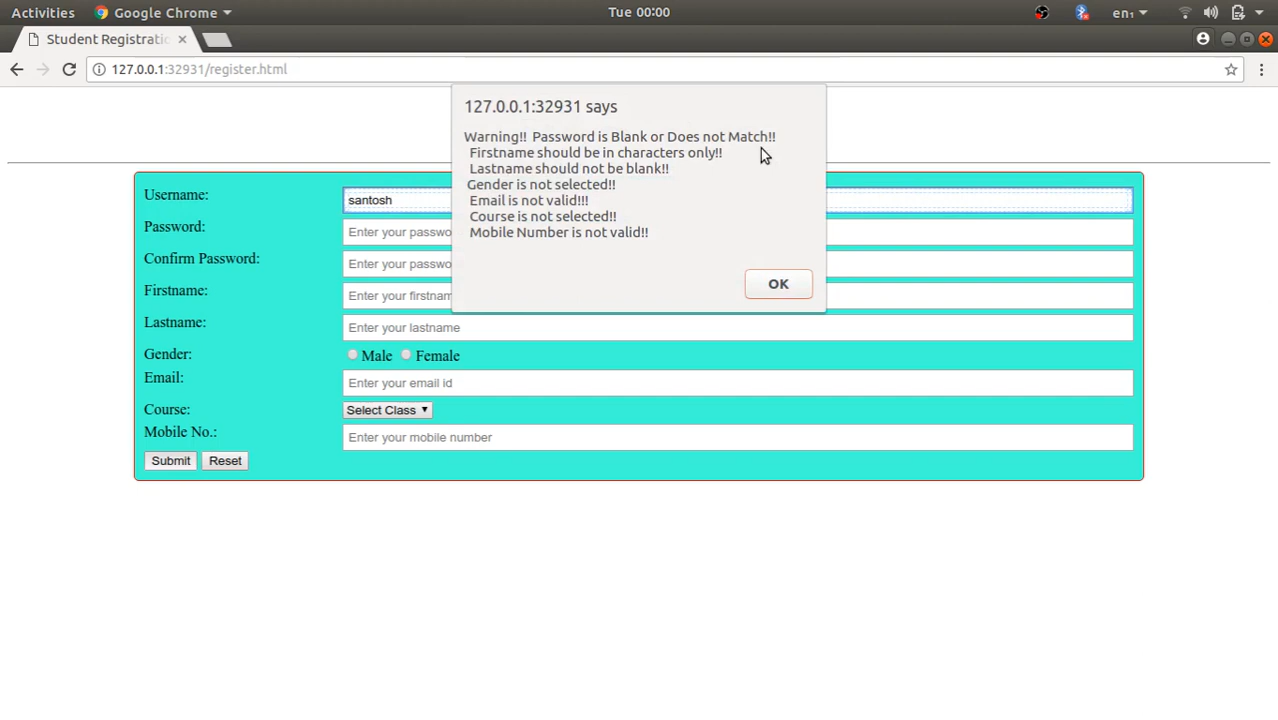 Activities Google Chrome Tue 00:00 en₁
Student Registratio
127.0.0.1:32931/register.html
127.0.0.1:32931 says
Warning!! Password is Blank or Does not Match!!
Firstname should be in characters only!!
Lastname should not be blank!!
Gender is not selected!!
Email is not valid!!!
Course is not selected!!
Mobile Number is not valid!!
OK
Username: santosh
Password: Enter your passwo
Confirm Password: Enter your passwo
Firstname: Enter your firstnam
Lastname: Enter your lastname
Gender: Male Female
Email: Enter your email id
Course: Select Class
Mobile No.: Enter your mobile number
Submit Reset